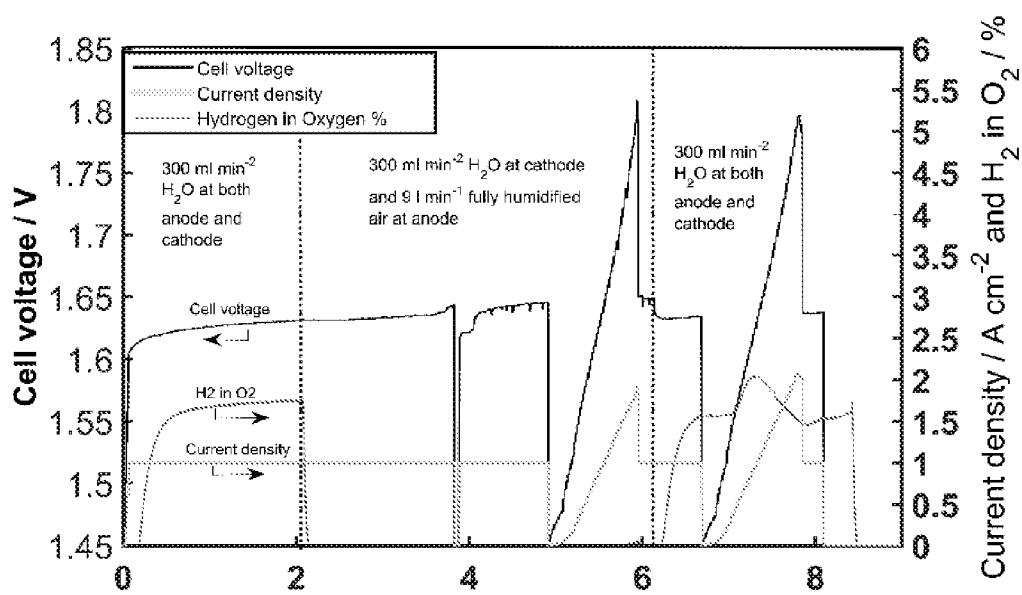 Cell voltage / V
1.85
1.8
1.75
1.7
1.65
1.6
1.55
1.5
1.45
Cell voltage
Current density
Hydrogen in Oxygen %
300 ml min⁻²
H₂O at both
anode and
cathode
300 ml min⁻² H₂O at cathode
and 9 l min⁻¹ fully humidified
air at anode
300 ml min⁻²
H₂O at both
anode and
cathode
Cell voltage
H2 in O2
Current density
6
5.5
5
4.5
4
3.5
3
2.5
2
1.5
1
0.5
0
Current density / A cm⁻² and H₂ in O₂ / %
0 2 4 6 8